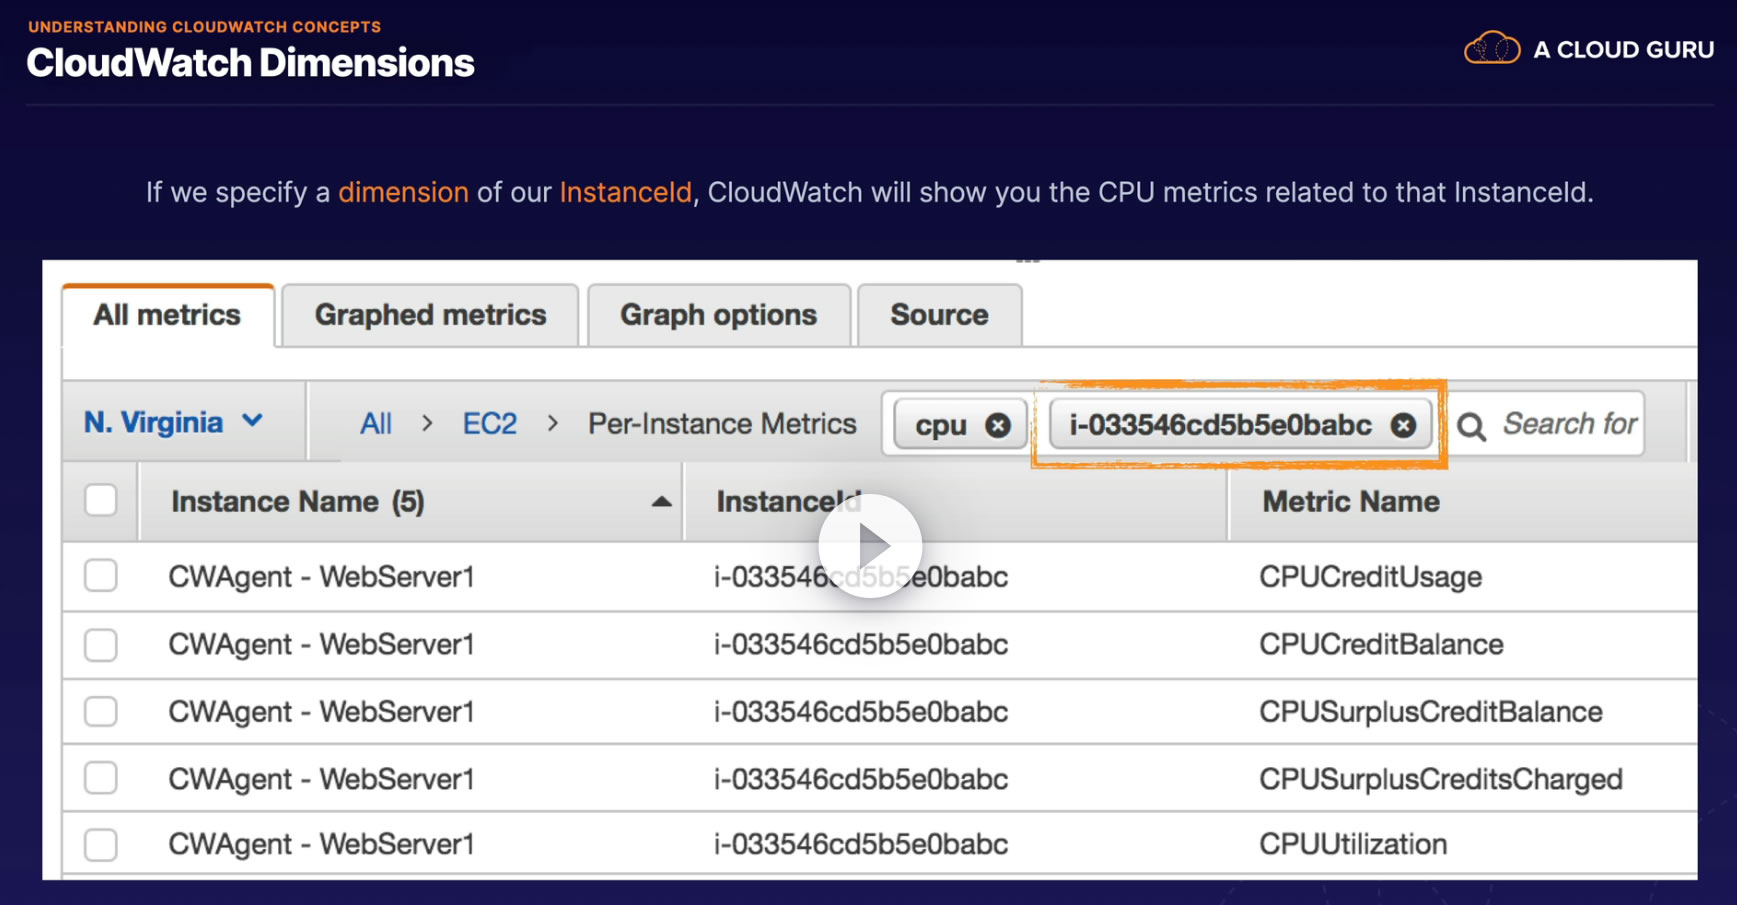 UNDERSTANDING CLOUDWATCH CONCEPTS
CloudWatch Dimensions
A CLOUD GURU
If we specify a dimension of our InstanceId, CloudWatch will show you the CPU metrics related to that InstanceId.
All metrics Graphed metrics Graph options Source
N. Virginia All > EC2 > Per-Instance Metrics cpu i-033546cd5b5e0babc Search for
Instance Name (5) InstanceId Metric Name
CWAgent - WebServer1 i-033546cd5b5e0babc CPUCreditUsage
CWAgent - WebServer1 i-033546cd5b5e0babc CPUCreditBalance
CWAgent - WebServer1 i-033546cd5b5e0babc CPUSurplusCreditBalance
CWAgent - WebServer1 i-033546cd5b5e0babc CPUSurplusCreditsCharged
CWAgent - WebServer1 i-033546cd5b5e0babc CPUUtilization